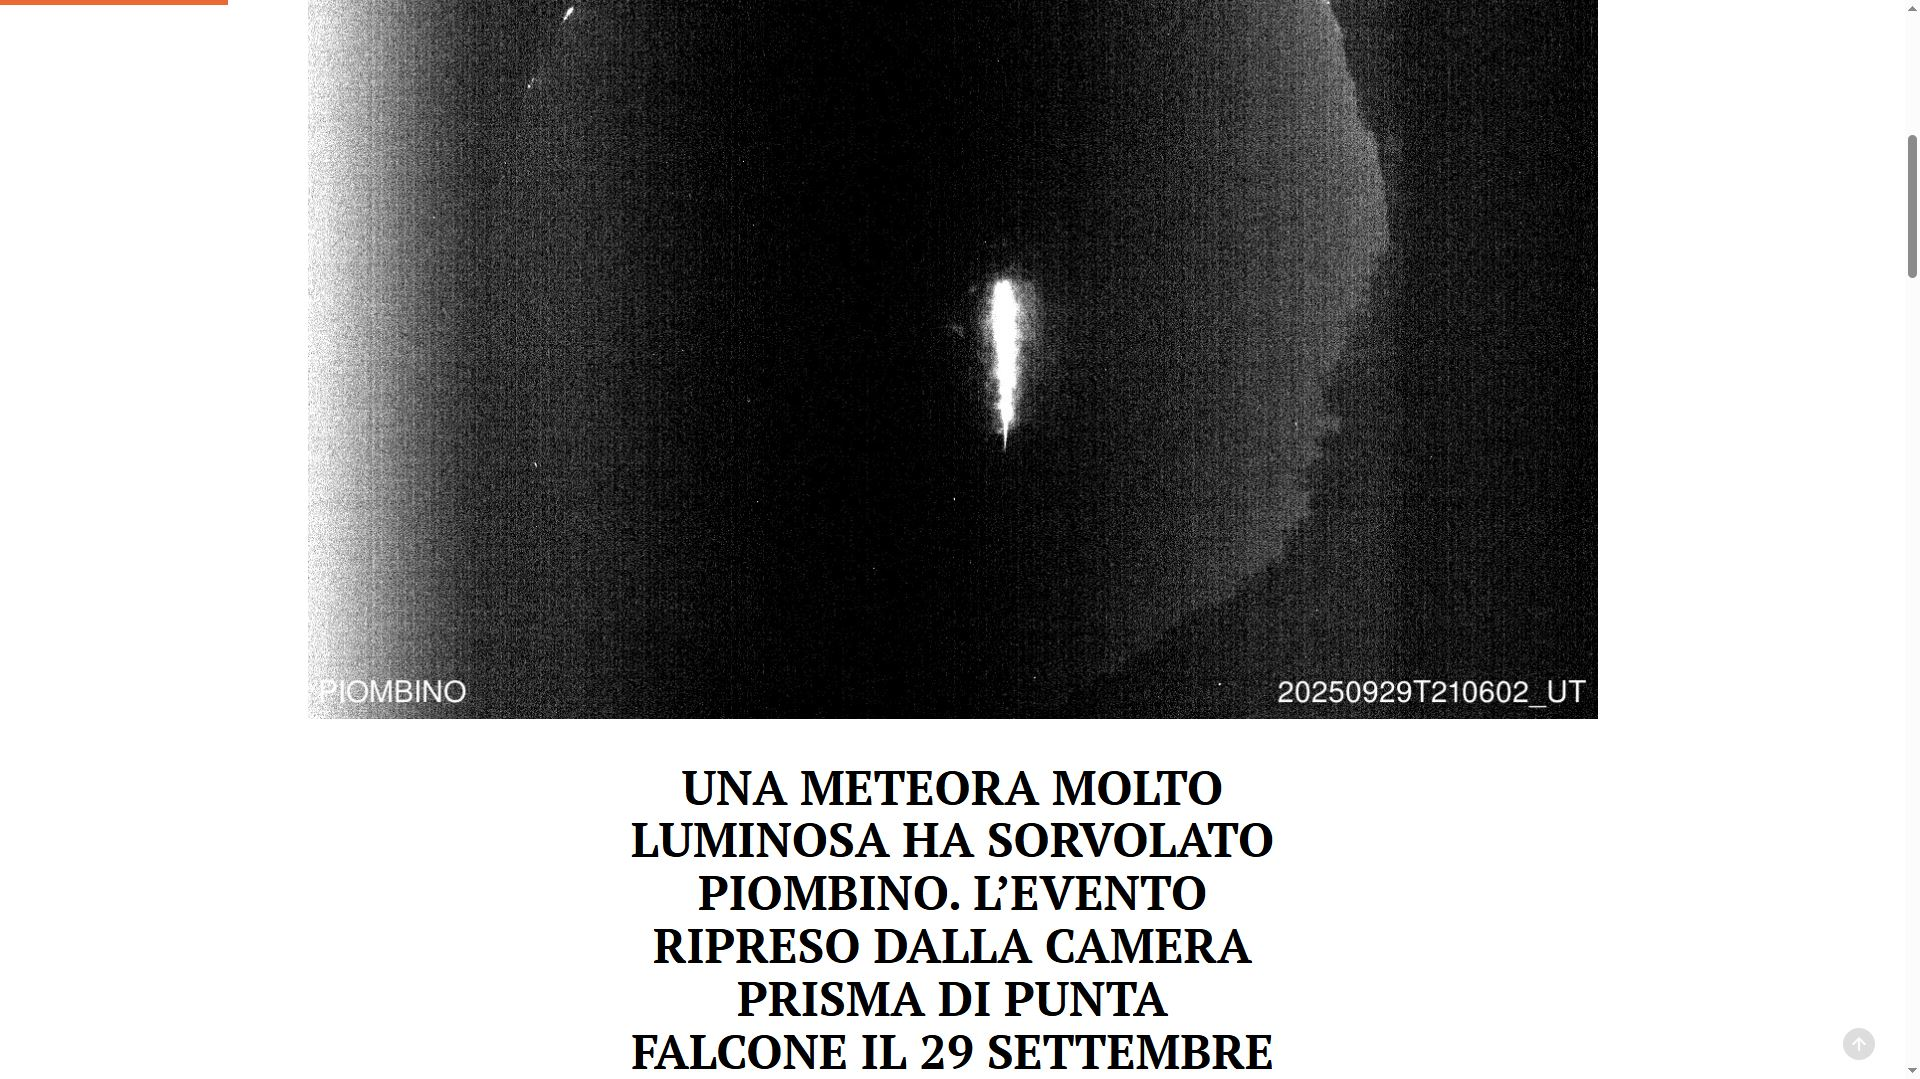 PIOMBINO
20250929T210602_UT
UNA METEORA MOLTO
LUMINOSA HA SORVOLATO
PIOMBINO. L’EVENTO
RIPRESO DALLA CAMERA
PRISMA DI PUNTA
FALCONE IL 29 SETTEMBRE